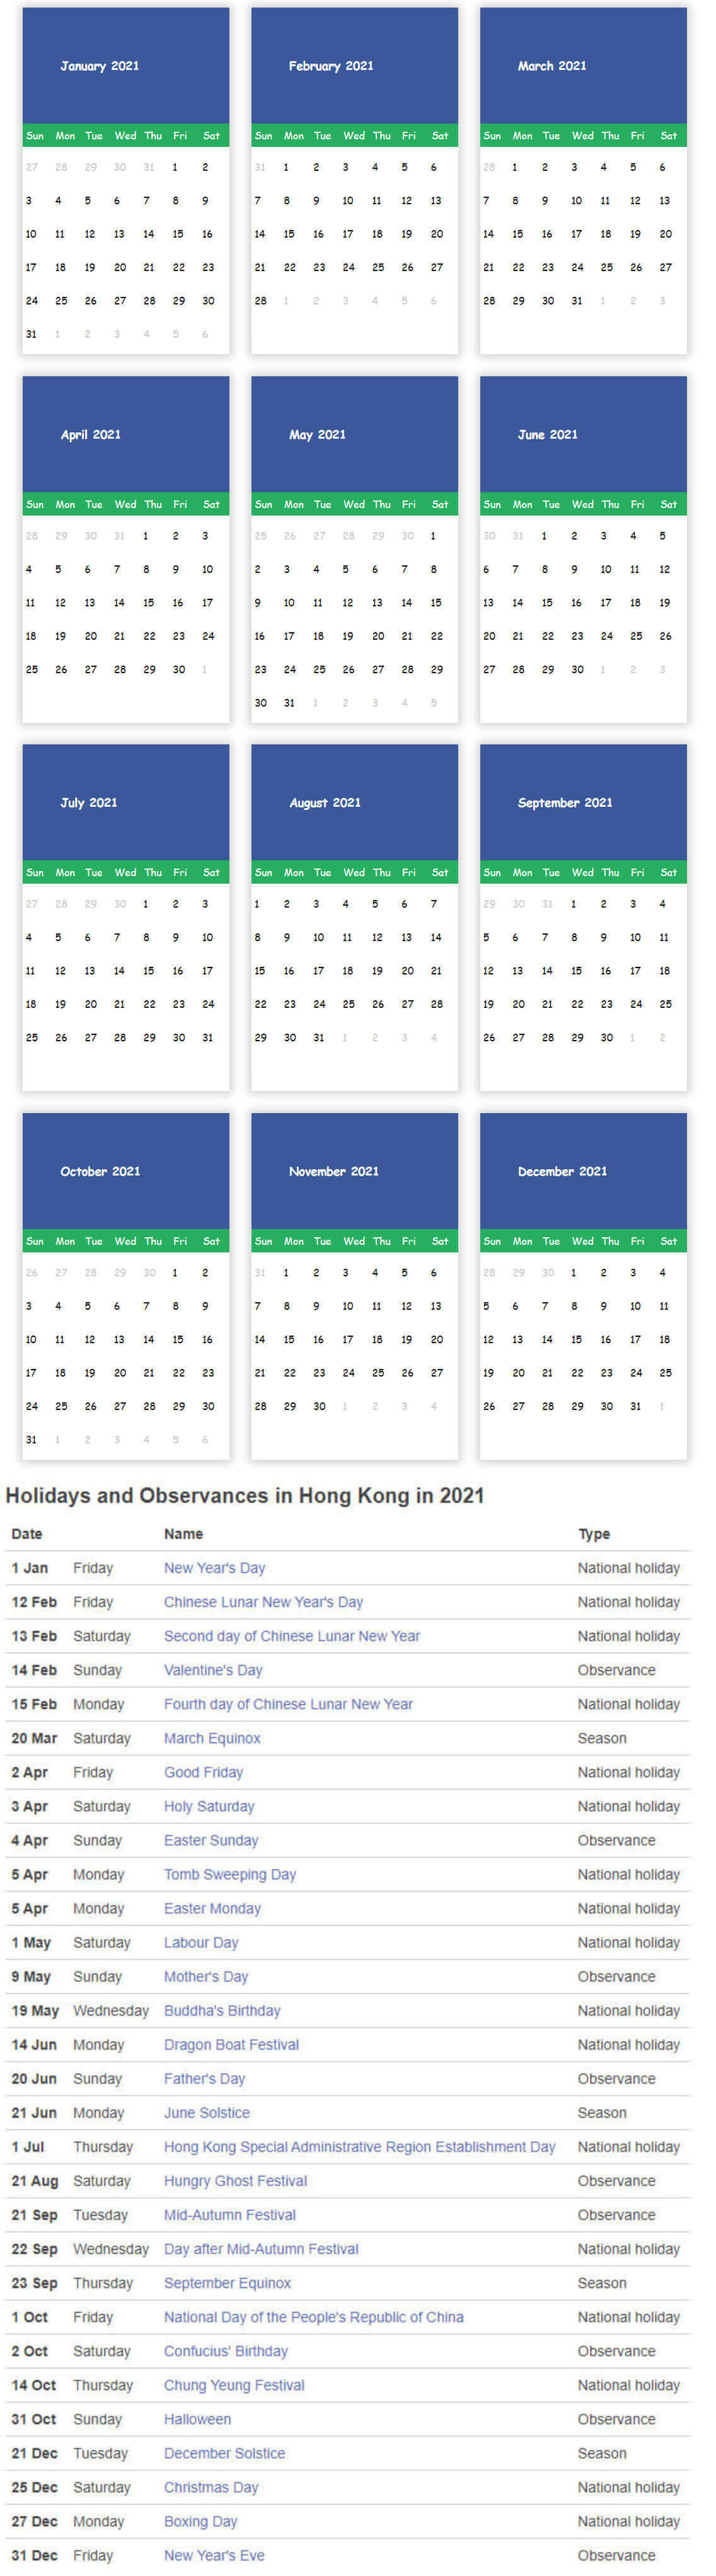 January 2021 February 2021 March 2021
Sun Mon Tue Wed Thu Fri Sat Sun Mon Tue Wed Thu Fri Sat Sun Mon Tue Wed Thu Fri Sat
27 28 29 30 31 1 2 31 1 2 3 4 5 6 28 1 2 3 4 5 6
3 4 5 6 7 8 9 7 8 9 10 11 12 13 7 8 9 10 11 12 13
10 11 12 13 14 15 16 14 15 16 17 18 19 20 14 15 16 17 18 19 20
17 18 19 20 21 22 23 21 22 23 24 25 26 27 21 22 23 24 25 26 27
24 25 26 27 28 29 30 28 1 2 3 4 5 6 28 29 30 31 1 2 3
31 1 2 3 4 5 6
April 2021 May 2021 June 2021
Sun Mon Tue Wed Thu Fri Sat Sun Mon Tue Wed Thu Fri Sat Sun Mon Tue Wed Thu Fri Sat
28 29 30 31 1 2 3 25 26 27 28 29 30 1 30 31 1 2 3 4 5
4 5 6 7 8 9 10 2 3 4 5 6 7 8 6 7 8 9 10 11 12
11 12 13 14 15 16 17 9 10 11 12 13 14 15 13 14 15 16 17 18 19
18 19 20 21 22 23 24 16 17 18 19 20 21 22 20 21 22 23 24 25 26
25 26 27 28 29 30 1 23 24 25 26 27 28 29 27 28 29 30 1 2 3
30 31 1 2 3 4 5
July 2021 August 2021 September 2021
Sun Mon Tue Wed Thu Fri Sat Sun Mon Tue Wed Thu Fri Sat Sun Mon Tue Wed Thu Fri Sat
27 28 29 30 1 2 3 1 2 3 4 5 6 7 29 30 31 1 2 3 4
4 5 6 7 8 9 10 8 9 10 11 12 13 14 5 6 7 8 9 10 11
11 12 13 14 15 16 17 15 16 17 18 19 20 21 12 13 14 15 16 17 18
18 19 20 21 22 23 24 22 23 24 25 26 27 28 19 20 21 22 23 24 25
25 26 27 28 29 30 31 29 30 31 1 2 3 4 26 27 28 29 30 1 2
October 2021 November 2021 December 2021
Sun Mon Tue Wed Thu Fri Sat Sun Mon Tue Wed Thu Fri Sat Sun Mon Tue Wed Thu Fri Sat
26 27 28 29 30 1 2 31 1 2 3 4 5 6 28 29 30 1 2 3 4
3 4 5 6 7 8 9 7 8 9 10 11 12 13 5 6 7 8 9 10 11
10 11 12 13 14 15 16 14 15 16 17 18 19 20 12 13 14 15 16 17 18
17 18 19 20 21 22 23 21 22 23 24 25 26 27 19 20 21 22 23 24 25
24 25 26 27 28 29 30 28 29 30 1 2 3 4 26 27 28 29 30 31 1
31 1 2 3 4 5 6
Holidays and Observances in Hong Kong in 2021
Date Name Type
1 Jan Friday New Year's Day National holiday
12 Feb Friday Chinese Lunar New Year's Day National holiday
13 Feb Saturday Second day of Chinese Lunar New Year National holiday
14 Feb Sunday Valentine's Day Observance
15 Feb Monday Fourth day of Chinese Lunar New Year National holiday
20 Mar Saturday March Equinox Season
2 Apr Friday Good Friday National holiday
3 Apr Saturday Holy Saturday National holiday
4 Apr Sunday Easter Sunday Observance
5 Apr Monday Tomb Sweeping Day National holiday
5 Apr Monday Easter Monday National holiday
1 May Saturday Labour Day National holiday
9 May Sunday Mother's Day Observance
19 May Wednesday Buddha's Birthday National holiday
14 Jun Monday Dragon Boat Festival National holiday
20 Jun Sunday Father's Day Observance
21 Jun Monday June Solstice Season
1 Jul Thursday Hong Kong Special Administrative Region Establishment Day National holiday
21 Aug Saturday Hungry Ghost Festival Observance
21 Sep Tuesday Mid-Autumn Festival Observance
22 Sep Wednesday Day after Mid-Autumn Festival National holiday
23 Sep Thursday September Equinox Season
1 Oct Friday National Day of the People's Republic of China National holiday
2 Oct Saturday Confucius' Birthday Observance
14 Oct Thursday Chung Yeung Festival National holiday
31 Oct Sunday Halloween Observance
21 Dec Tuesday December Solstice Season
25 Dec Saturday Christmas Day National holiday
27 Dec Monday Boxing Day National holiday
31 Dec Friday New Year's Eve Observance